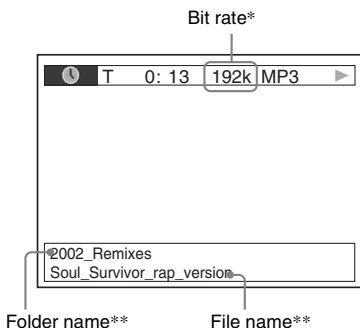 Bit rate*
T 0: 13 192k MP3
2002_Remixes
Soul_Survivor_rap_version
Folder name** File name**